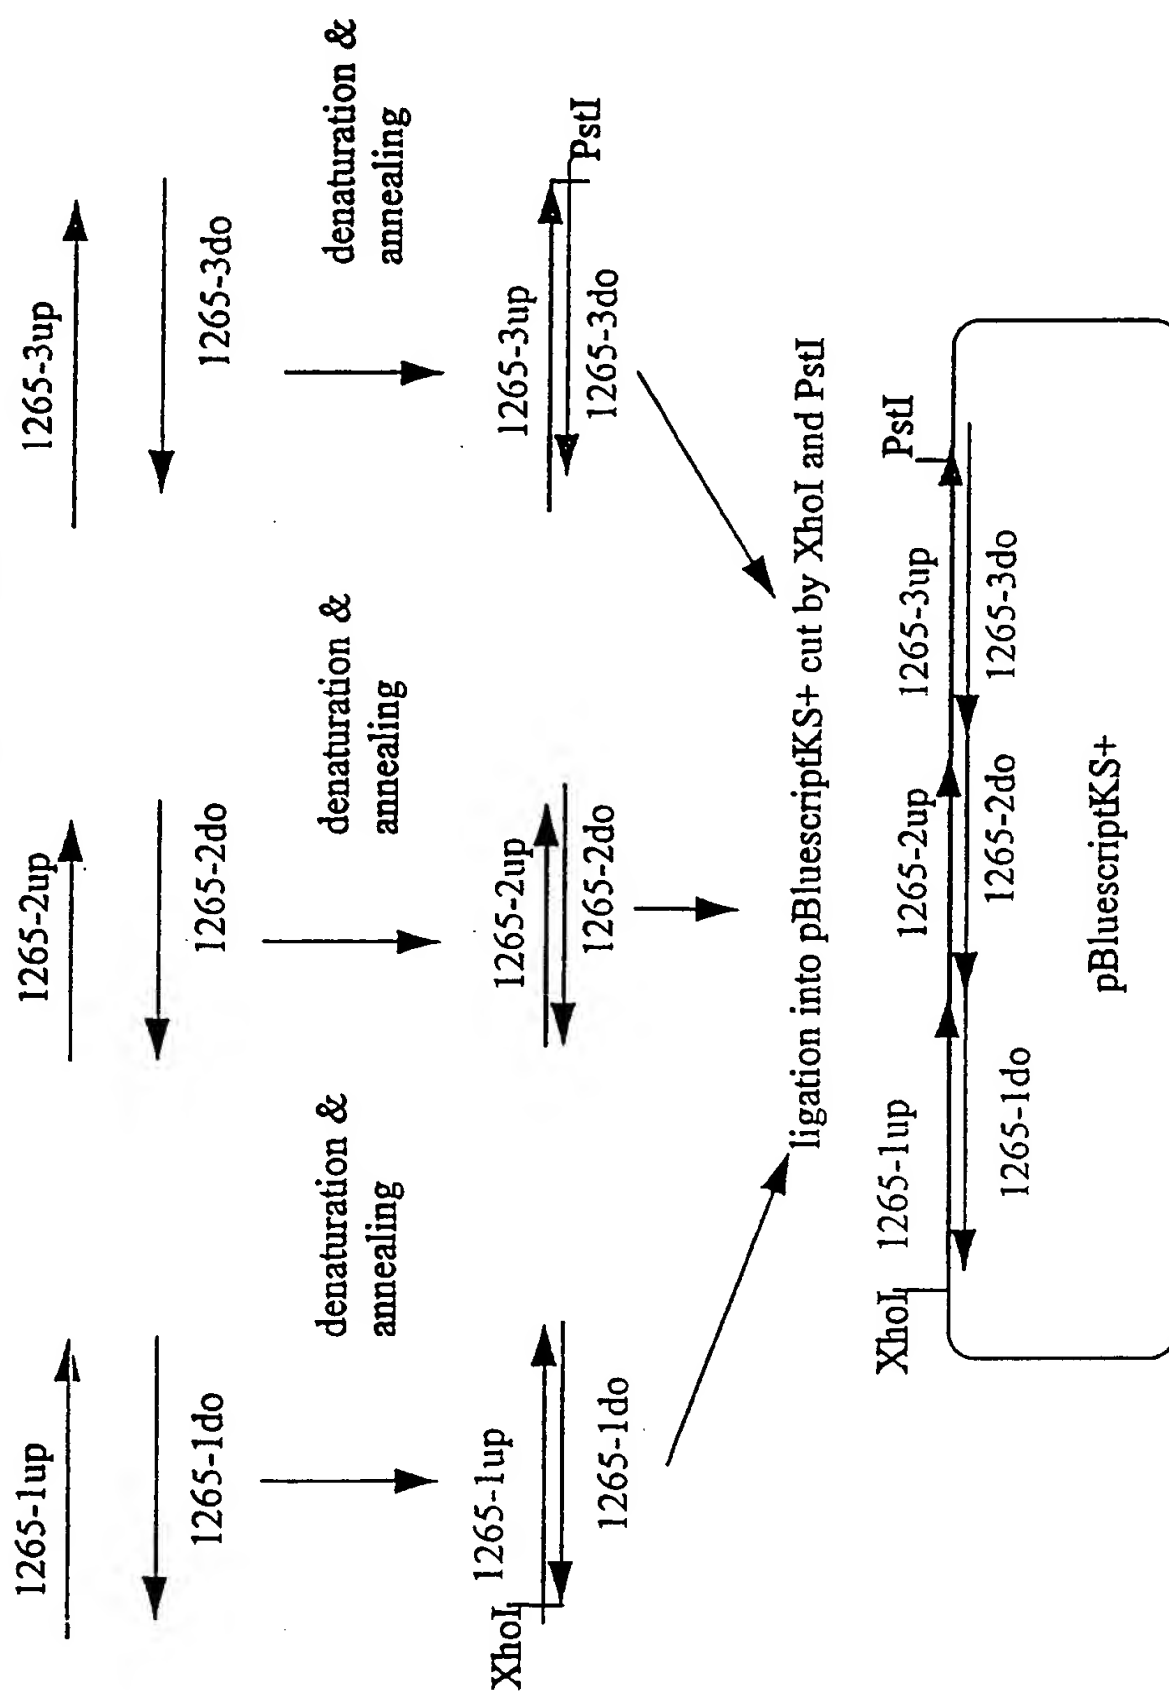 1265-1up
1265-1do
denaturation &
annealing
XhoI
1265-1up
1265-1do
1265-2up
1265-2do
denaturation &
annealing
1265-2up
1265-2do
1265-3up
1265-3do
denaturation &
annealing
1265-3up
PstI
1265-3do
ligation into pBluescriptKS+ cut by XhoI and PstI
XhoI
1265-1up
1265-2up
1265-3up
PstI
1265-1do
1265-2do
1265-3do
pBluescriptKS+